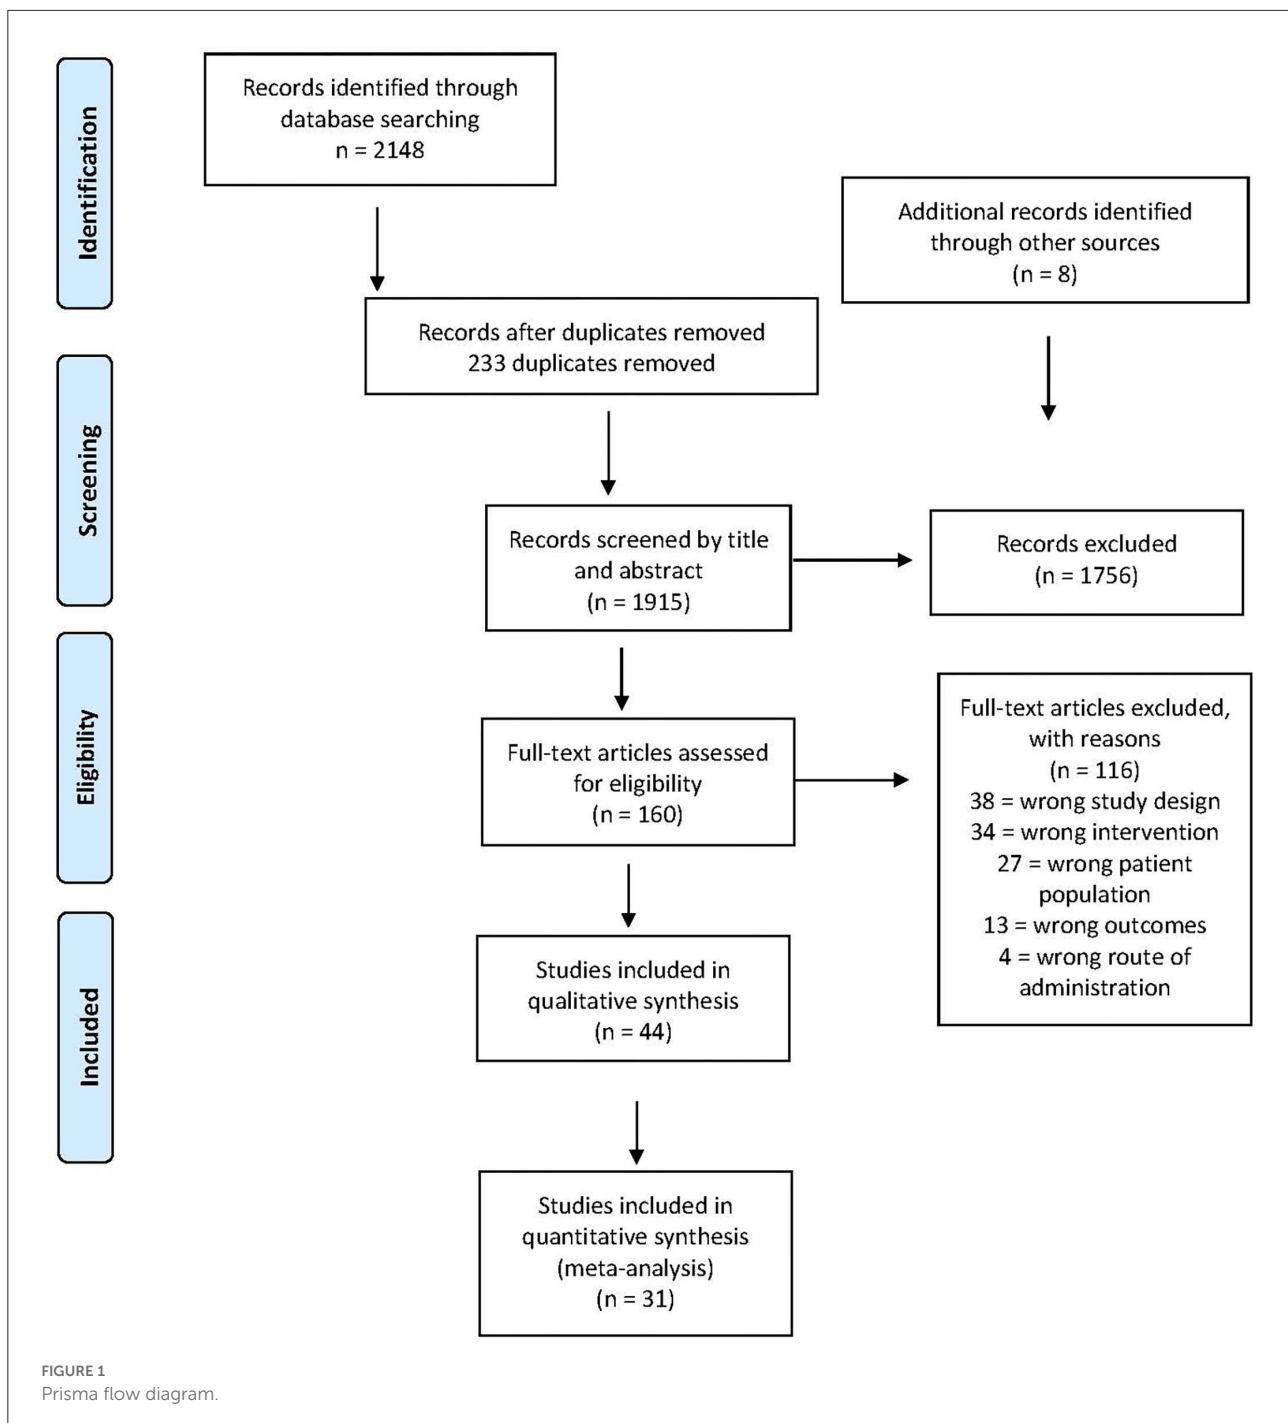 Identification
Records identified through
database searching
n = 2148
Additional records identified
through other sources
(n = 8)
Records after duplicates removed
233 duplicates removed
Screening
Records screened by title
and abstract
(n = 1915)
Records excluded
(n = 1756)
Eligibility
Full-text articles assessed
for eligibility
(n = 160)
Full-text articles excluded,
with reasons
(n = 116)
38 = wrong study design
34 = wrong intervention
27 = wrong patient
population
13 = wrong outcomes
4 = wrong route of
administration
Included
Studies included in
qualitative synthesis
(n = 44)
Studies included in
quantitative synthesis
(meta-analysis)
(n = 31)
FIGURE 1
Prisma flow diagram.